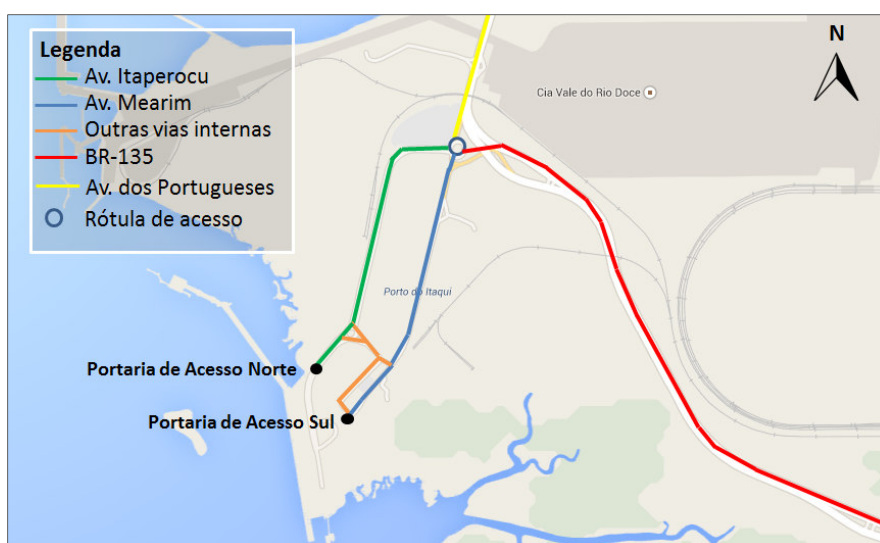 Legenda
Av. Itaperocu
Av. Mearim
Outras vias internas
BR-135
Av. dos Portugueses
Rótula de acesso
N
Cia Vale do Rio Doce
Porto do Itaqui
Portaria de Acesso Norte
Portaria de Acesso Sul